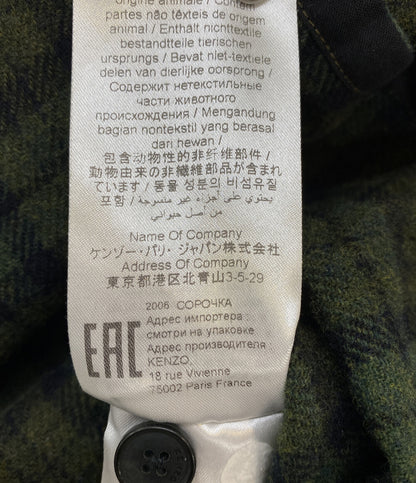 origine animale / Contém
partes não têxteis de origem
animal / Enthält nichttextile
bestandteile tierischen
ursprungs / Bevat niet-textiele
delen van dierlijke oorsprong /
Содержит нетекстильные
части животного
происхождения / Mengandung
bagian nontekstil yang berasal
dari hewan /
包含动物性的非纤维部件 /
動物由来の非繊維部品が含まれ
ています / 동물 성분의 비섬유질
포함 / يحتوي على أجزاء غير منسوجة
من أصل حيواني
Name Of Company
ケンゾー・パリ・ジャパン株式会社
Address Of Company
東京都港区北青山3-5-29
2006 СОРОЧКА
Адрес импортера :
смотри на упаковке
Адрес производителя
KENZO,
18 rue Vivienne
75002 Paris France
EAC